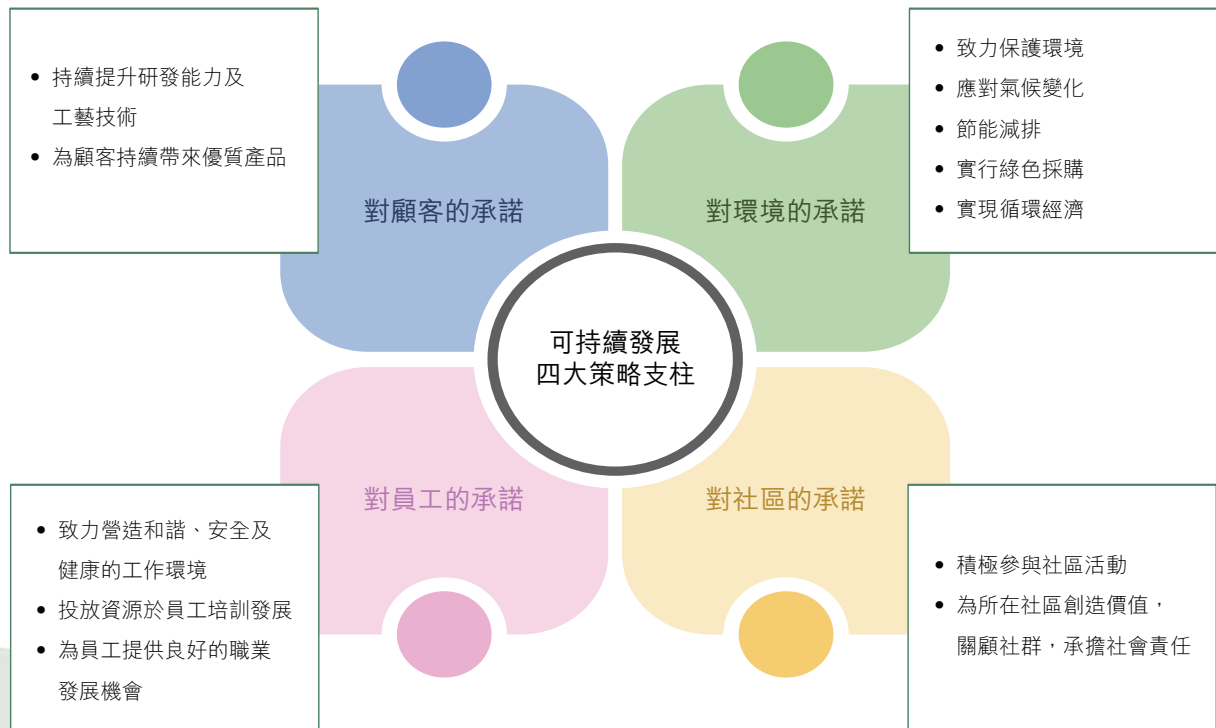 持續提升研發能力及
工藝技術
為顧客持續帶來優質產品
對顧客的承諾
致力保護環境
應對氣候變化
節能減排
實行綠色採購
實現循環經濟
對環境的承諾
可持續發展
四大策略支柱
致力營造和諧、安全及
健康的工作環境
投放資源於員工培訓發展
為員工提供良好的職業
發展機會
對員工的承諾
對社區的承諾
積極參與社區活動
為所在社區創造價值，
關顧社群，承擔社會責任